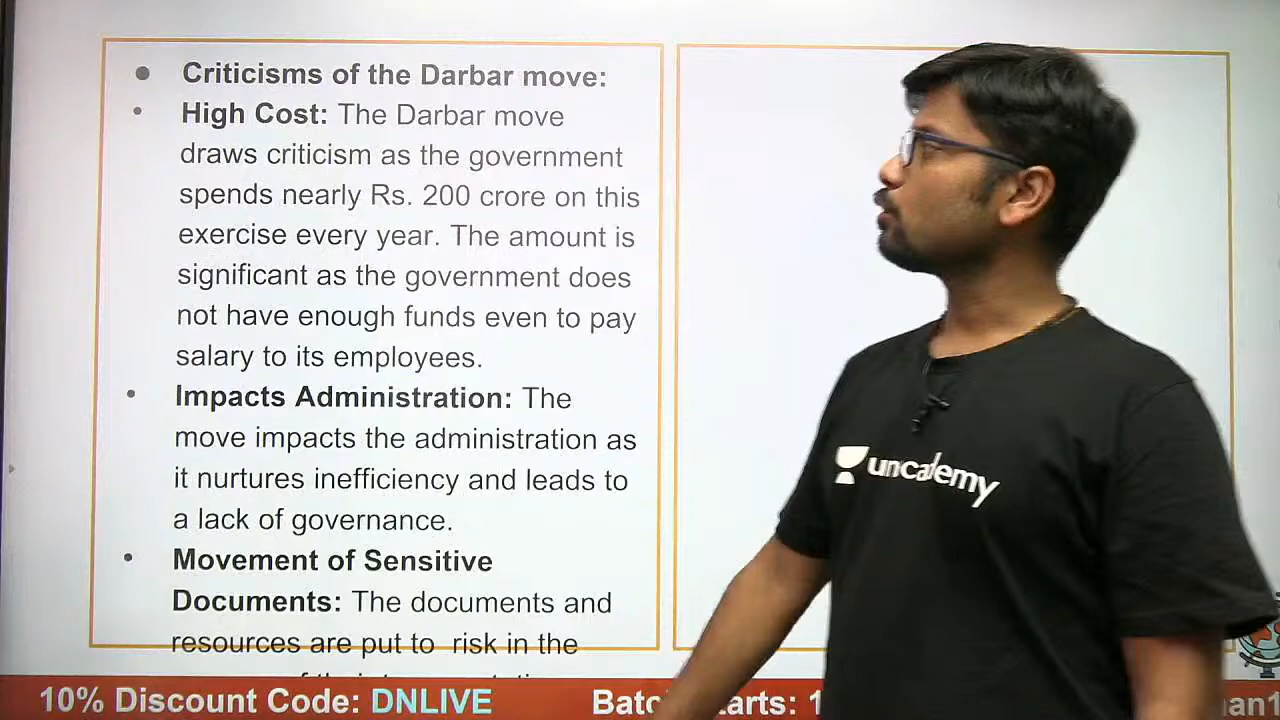 Criticisms of the Darbar move:
High Cost: The Darbar move
draws criticism as the government
spends nearly Rs. 200 crore on this
exercise every year. The amount is
significant as the government does
not have enough funds even to pay
salary to its employees.
Impacts Administration: The
move impacts the administration as
it nurtures inefficiency and leads to
a lack of governance.
Movement of Sensitive
Documents: The documents and
resources are put to risk in the
unacademy
10% Discount Code: DNLIVE